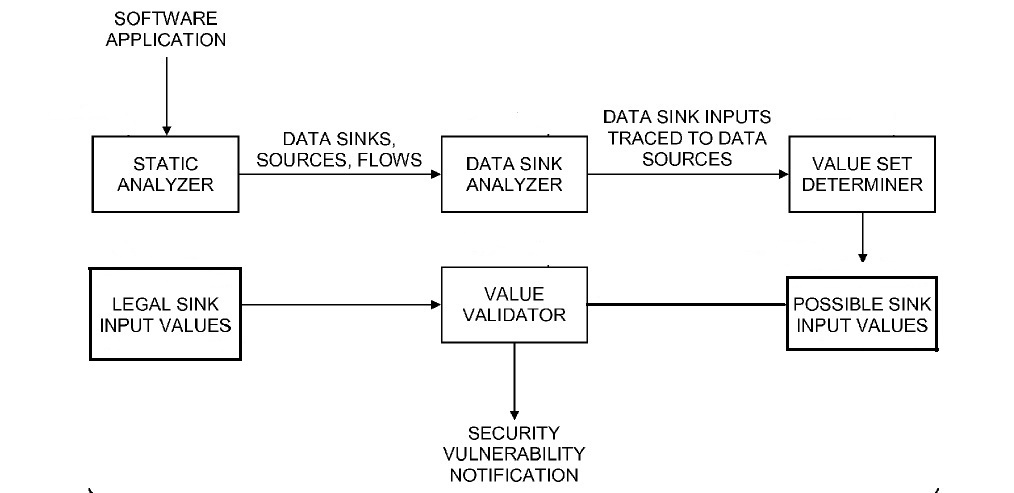 SOFTWARE
APPLICATION
DATA SINKS,
SOURCES, FLOWS
DATA SINK INPUTS
TRACED TO DATA
SOURCES
STATIC
ANALYZER
DATA SINK
ANALYZER
VALUE SET
DETERMINER
LEGAL SINK
INPUT VALUES
VALUE
VALIDATOR
POSSIBLE SINK
INPUT VALUES
SECURITY
VULNERABILITY
NOTIFICATION